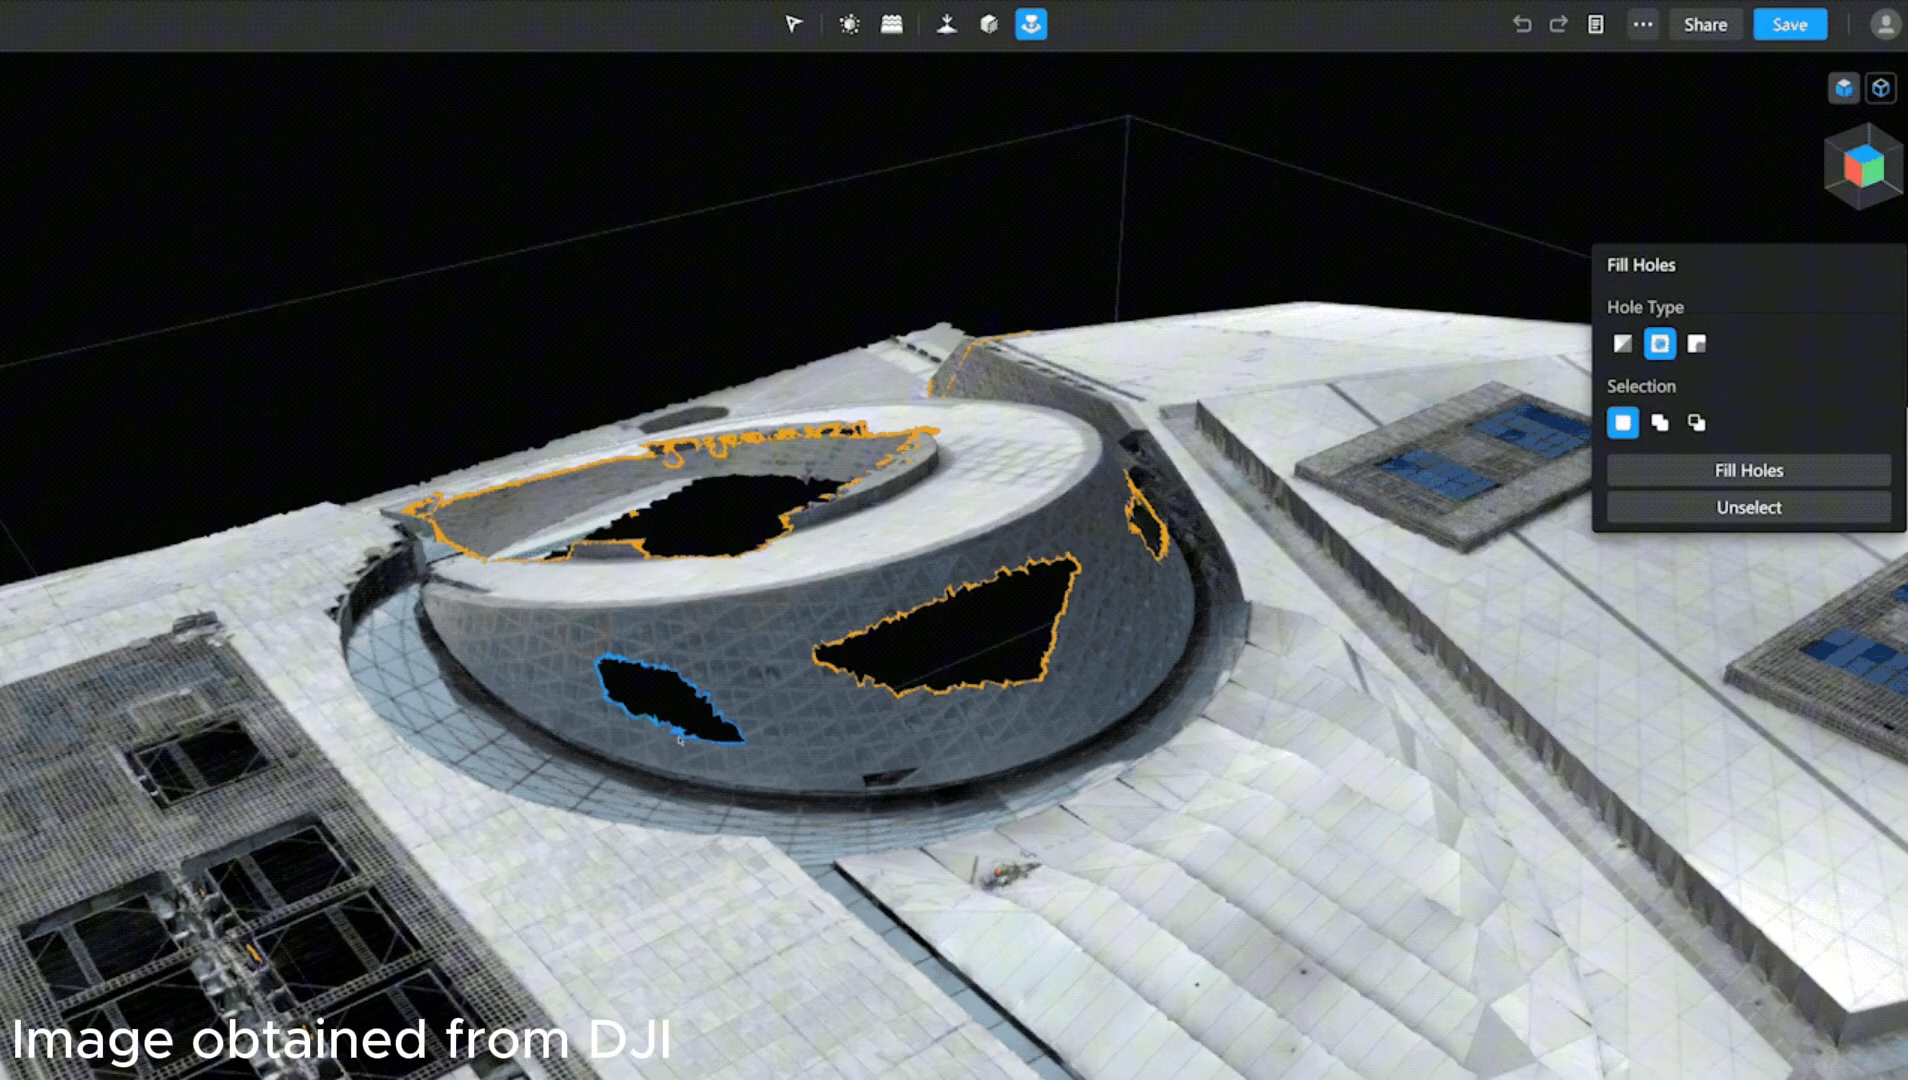 Share
Save
Fill Holes
Hole Type
Selection
Fill Holes
Unselect
Image obtained from DJI